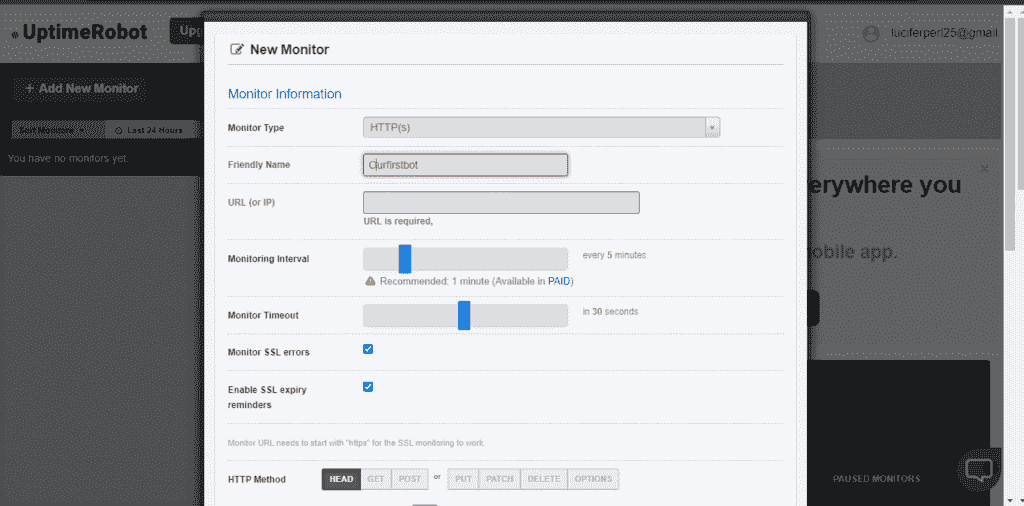 UptimeRobot
luciferperl25@gmail
+ Add New Monitor
Sort Monitors
Last 24 Hours
You have no monitors yet.
New Monitor
Monitor Information
Monitor Type
HTTP(s)
Friendly Name
Ourfirstbot
URL (or IP)
URL is required,
Monitoring Interval
every 5 minutes
Recommended: 1 minute (Available in PAID)
Monitor Timeout
in 30 seconds
Monitor SSL errors
Enable SSL expiry
reminders
Monitor URL needs to start with "https" for the SSL monitoring to work.
HTTP Method
HEAD GET POST or PUT PATCH DELETE OPTIONS
erywhere you
obile app.
PAUSED MONITORS